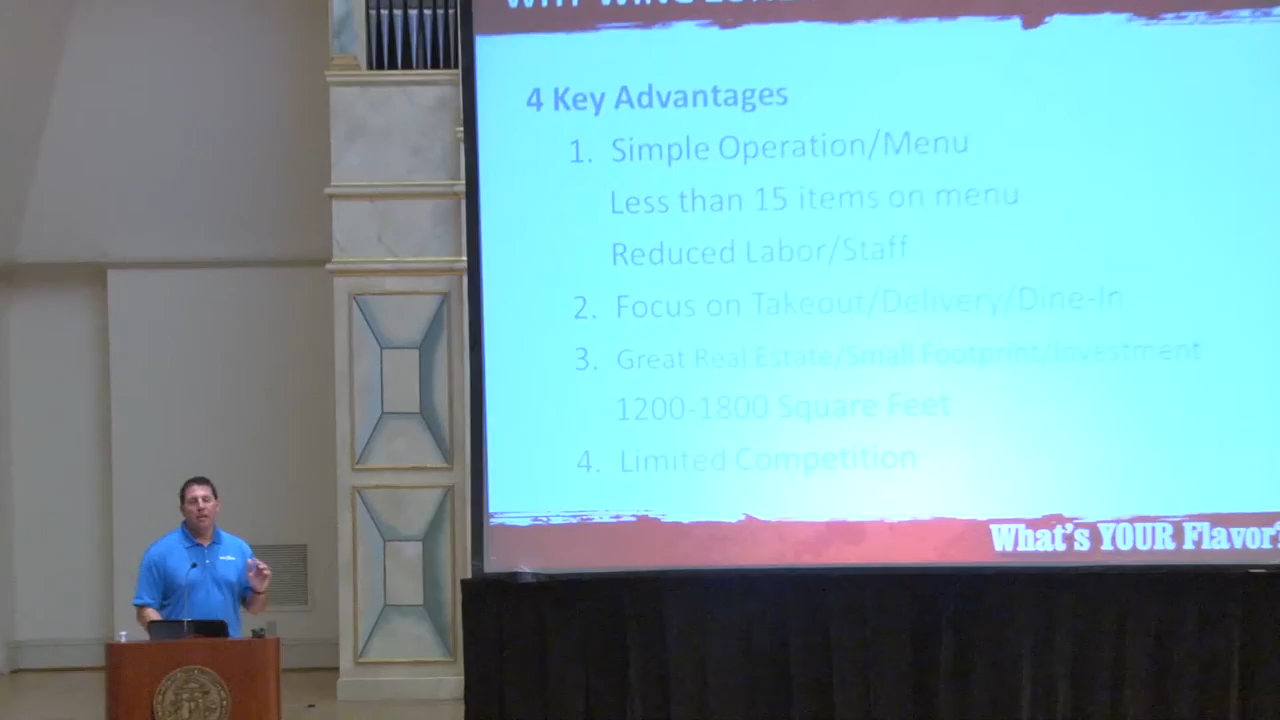 WHY WING
4 Key Advantages
1. Simple Operation/Menu
Less than 15 items on menu
Reduced Labor/Staff
2. Focus on Takeout/Delivery/Dine-In
3. Great Real Estate/Small Footprint/Investment
1200-1800 Square Feet
4. Limited Competition
What's YOUR Flavor?